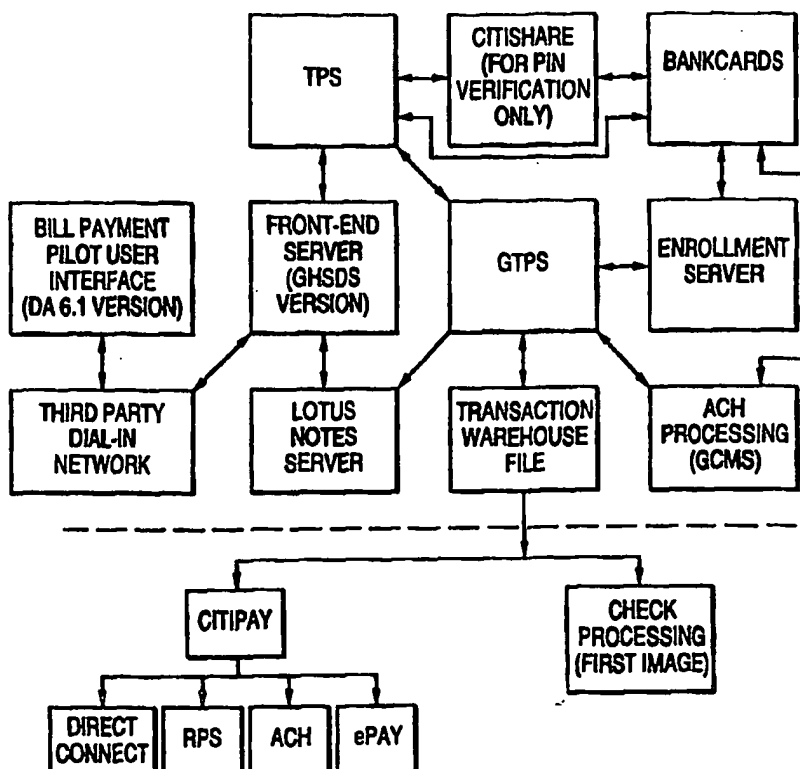 TPS
CITISHARE
(FOR PIN
VERIFICATION
ONLY)
BANKCARDS
BILL PAYMENT
PILOT USER
INTERFACE
(DA 6.1 VERSION)
FRONT-END
SERVER
(GHSDS
VERSION)
GTPS
ENROLLMENT
SERVER
THIRD PARTY
DIAL-IN
NETWORK
LOTUS
NOTES
SERVER
TRANSACTION
WAREHOUSE
FILE
ACH
PROCESSING
(GCMS)
CITIPAY
CHECK
PROCESSING
(FIRST IMAGE)
DIRECT
CONNECT
RPS
ACH
ePAY